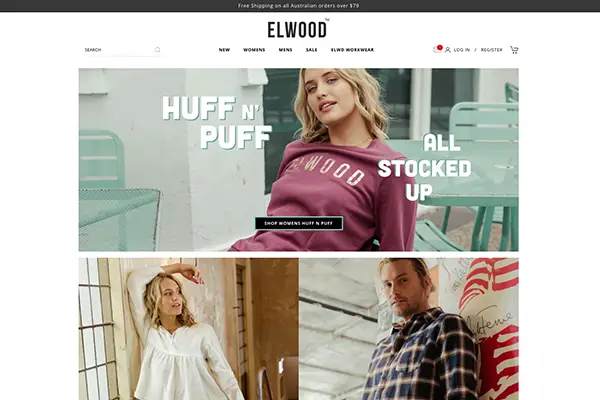 Free Shipping on all Australian orders over $79
ELWOOD™
SEARCH
NEW WOMENS MENS SALE ELWD WORKWEAR
LOG IN / REGISTER
HUFF N'
PUFF
ELWOOD
ALL
STOCKED
UP
SHOP WOMENS HUFF N PUFF